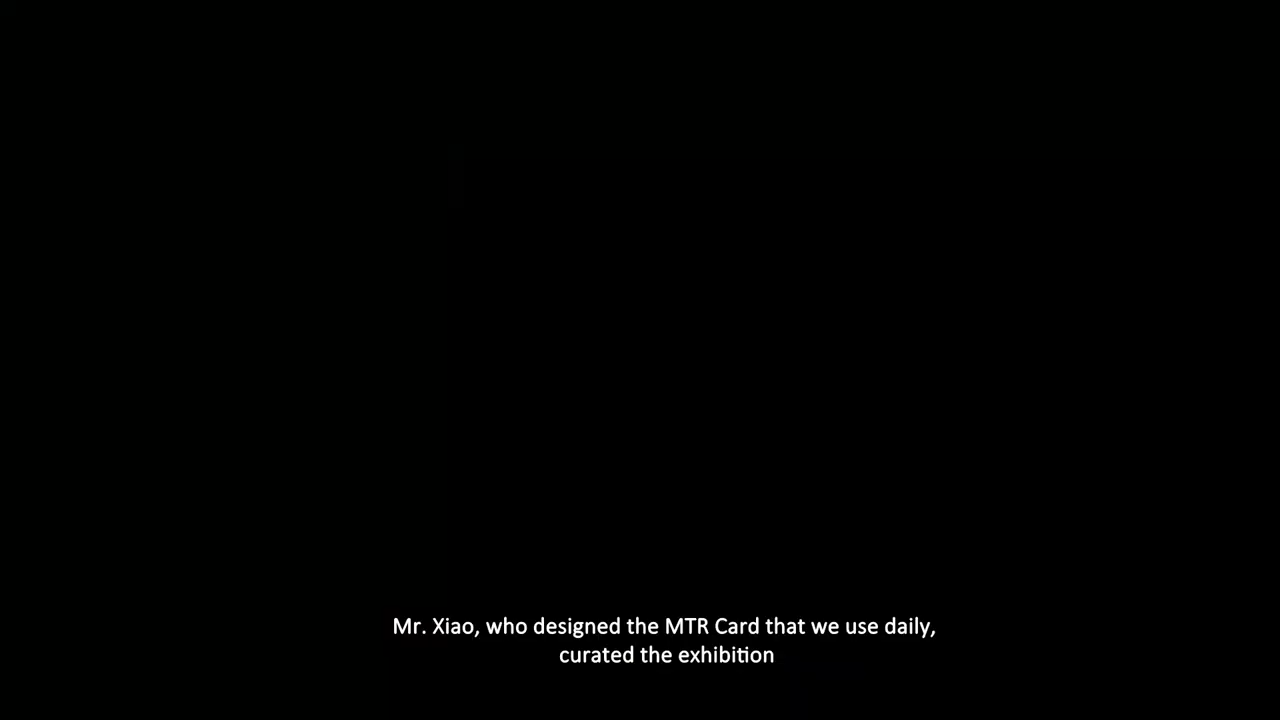 Mr. Xiao, who designed the MTR Card that we use daily,
curated the exhibition